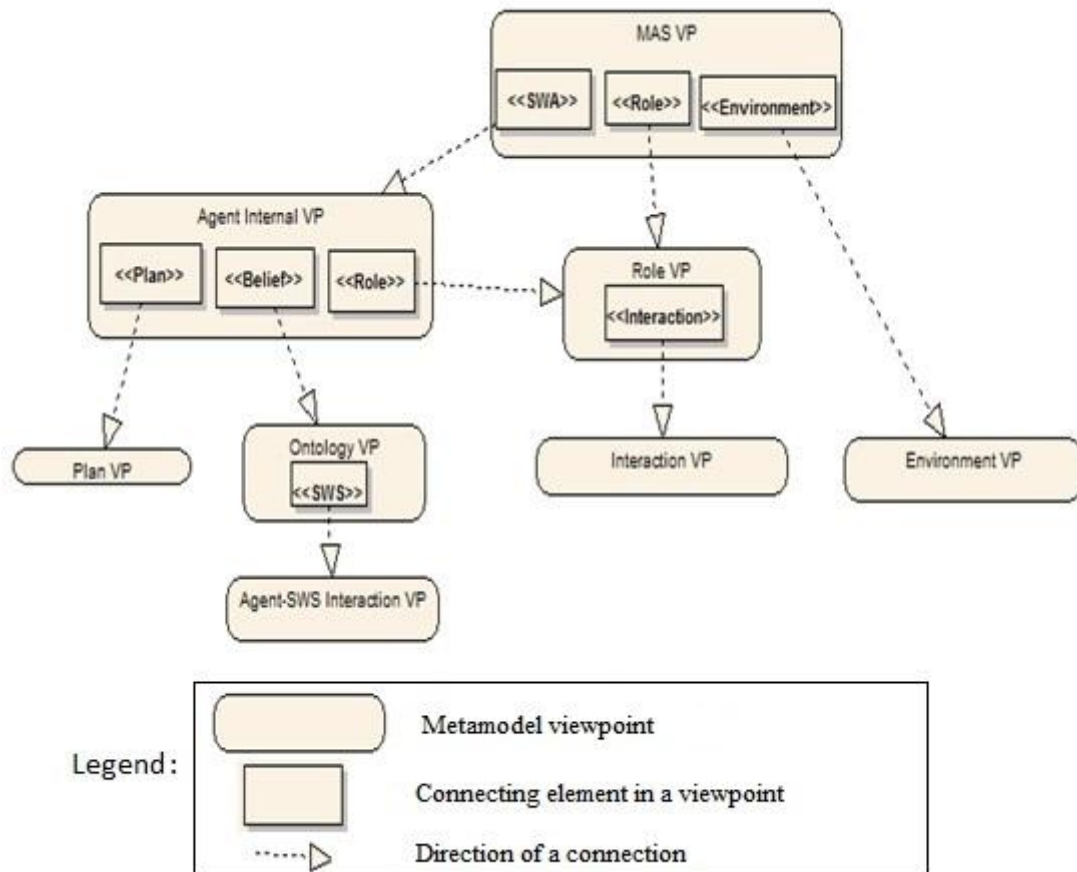 MAS VP
<<SWA>>
<<Role>>
<<Environment>>
Agent Internal VP
<<Plan>>
<<Belief>>
<<Role>>
Role VP
<<Interaction>>
Plan VP
Ontology VP
<<SWS>>
Interaction VP
Environment VP
Agent-SWS Interaction VP
Legend:
Metamodel viewpoint
Connecting element in a viewpoint
Direction of a connection